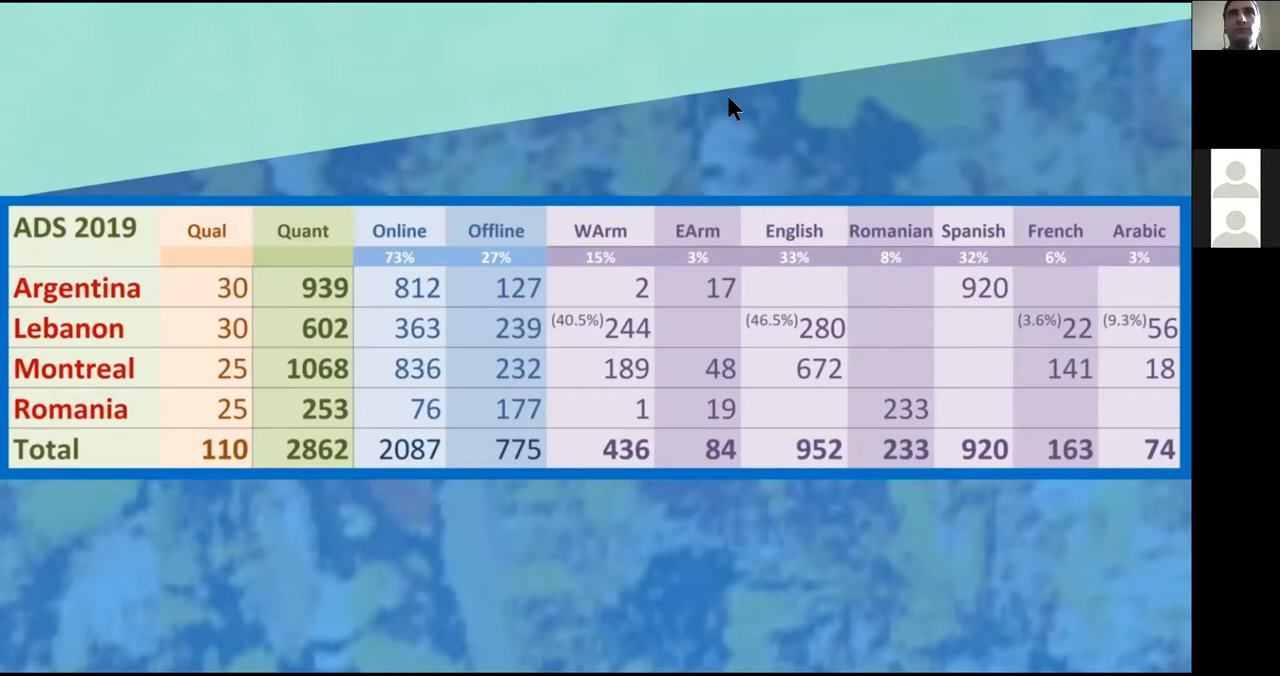 ADS 2019 Qual Quant Online Offline WArm EArm English Romanian Spanish French Arabic
73% 27% 15% 3% 33% 8% 32% 6% 3%
Argentina 30 939 812 127 2 17 920
Lebanon 30 602 363 239 (40.5%)244 (46.5%)280 (3.6%)22 (9.3%)56
Montreal 25 1068 836 232 189 48 672 141 18
Romania 25 253 76 177 1 19 233
Total 110 2862 2087 775 436 84 952 233 920 163 74